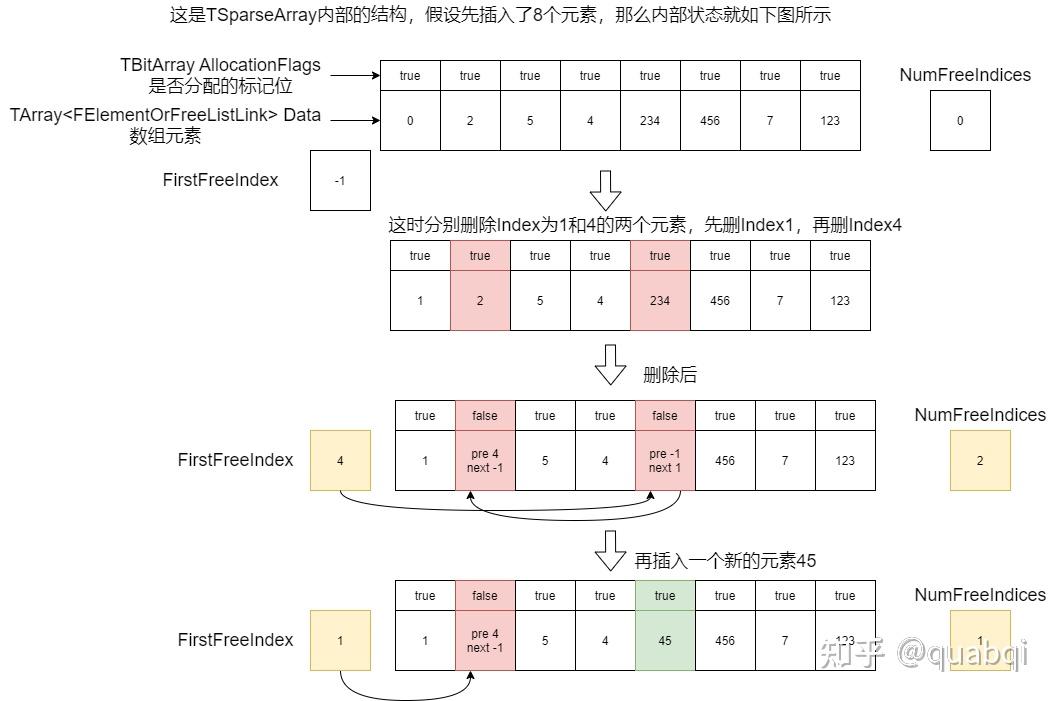 这是TSparseArray内部的结构，假设先插入了8个元素，那么内部状态就如下图所示
TBitArray AllocationFlags
是否分配的标记位
true true true true true true true true
NumFreeIndices
TArray<FElementOrFreeListLink> Data
数组元素
0 2 5 4 234 456 7 123
0
FirstFreeIndex
-1
这时分别删除Index为1和4的两个元素，先删Index1，再删Index4
true true true true true true true true
1 2 5 4 234 456 7 123
删除后
true false true true false true true true
NumFreeIndices
FirstFreeIndex
4
1
pre 4
next -1
5 4
pre -1
next 1
456 7 123
2
再插入一个新的元素45
true false true true true true true true
NumFreeIndices
FirstFreeIndex
1
1
pre 4
next -1
5 4 45 456 7 123
1
知乎 @quabqi